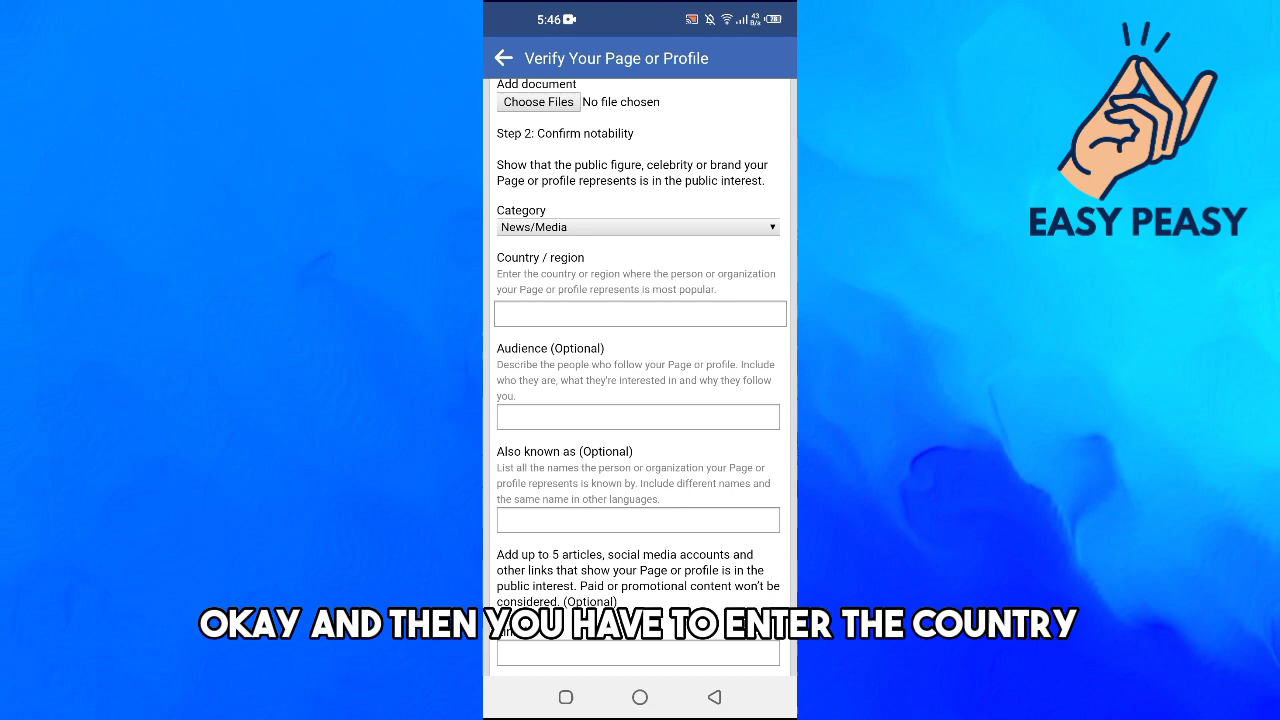 5:46
43
B/s
28
Verify Your Page or Profile
Add document
Choose Files No file chosen
Step 2: Confirm notability
Show that the public figure, celebrity or brand your
Page or profile represents is in the public interest.
Category
News/Media
Country / region
Enter the country or region where the person or organization
your Page or profile represents is most popular.
Audience (Optional)
Describe the people who follow your Page or profile. Include
who they are, what they're interested in and why they follow
you.
Also known as (Optional)
List all the names the person or organization your Page or
profile represents is known by. Include different names and
the same name in other languages.
Add up to 5 articles, social media accounts and
other links that show your Page or profile is in the
public interest. Paid or promotional content won't be
considered. (Optional)
OKAY AND THEN YOU HAVE TO ENTER THE COUNTRY
EASY PEASY